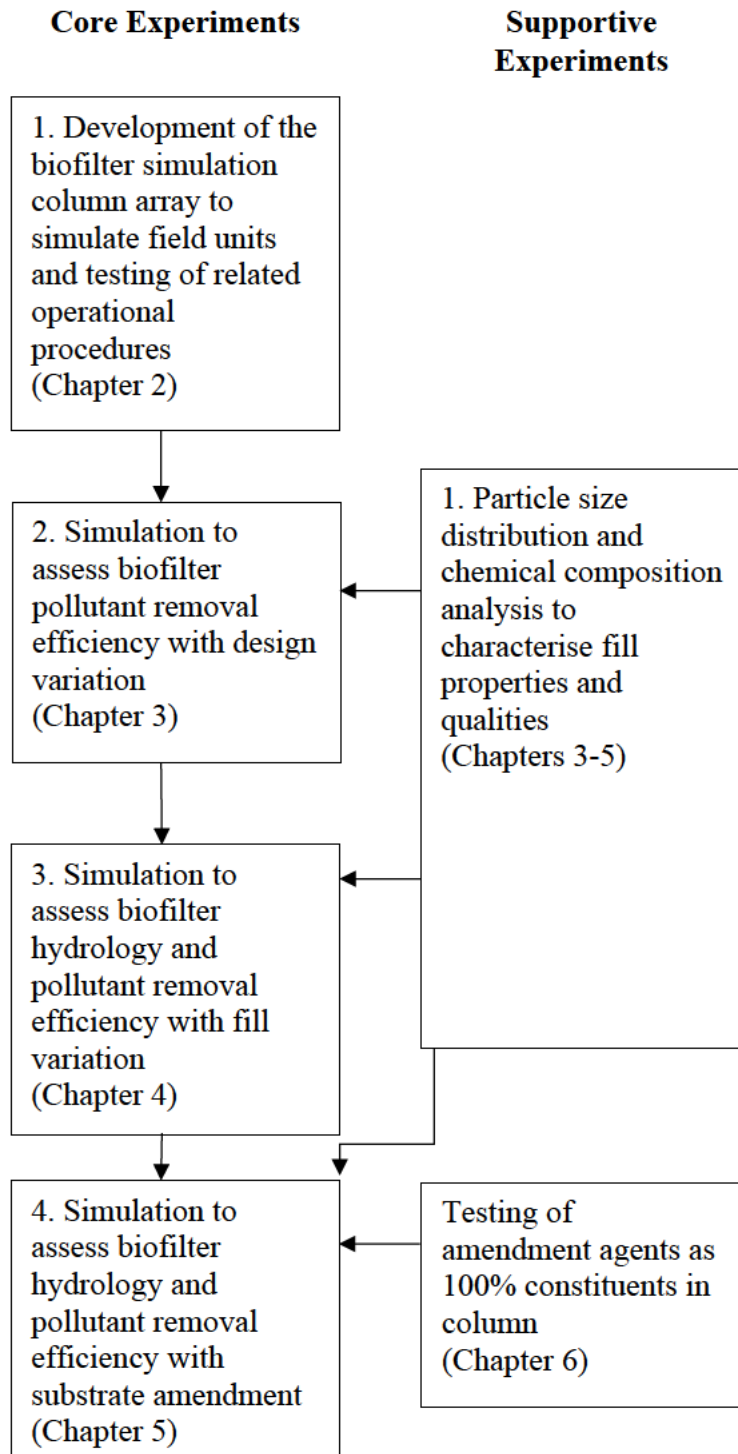 Core Experiments
Supportive
Experiments
1. Development of the
biofilter simulation
column array to
simulate field units
and testing of related
operational
procedures
(Chapter 2)
2. Simulation to
assess biofilter
pollutant removal
efficiency with design
variation
(Chapter 3)
1. Particle size
distribution and
chemical composition
analysis to
characterise fill
properties and
qualities
(Chapters 3-5)
3. Simulation to
assess biofilter
hydrology and
pollutant removal
efficiency with fill
variation
(Chapter 4)
4. Simulation to
assess biofilter
hydrology and
pollutant removal
efficiency with
substrate amendment
(Chapter 5)
Testing of
amendment agents as
100% constituents in
column
(Chapter 6)